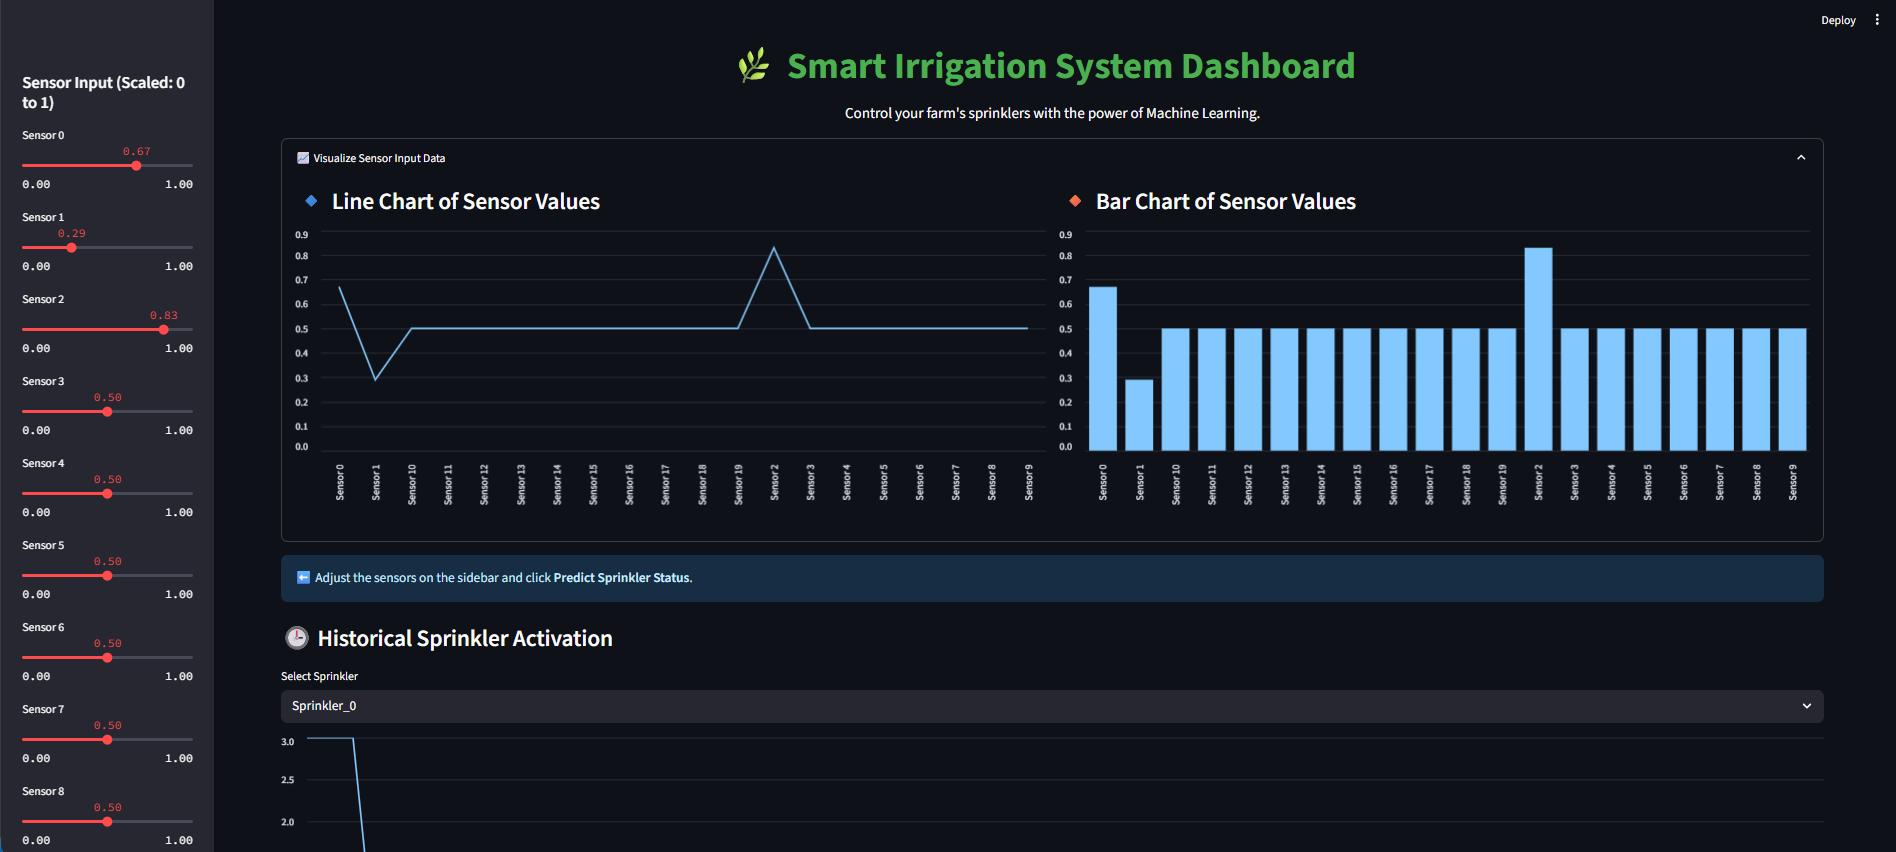 Deploy
Sensor Input (Scaled: 0
to 1)
Sensor 0
0.67
0.00 1.00
Sensor 1
0.29
0.00 1.00
Sensor 2
0.83
0.00 1.00
Sensor 3
0.50
0.00 1.00
Sensor 4
0.50
0.00 1.00
Sensor 5
0.50
0.00 1.00
Sensor 6
0.50
0.00 1.00
Sensor 7
0.50
0.00 1.00
Sensor 8
0.50
0.00 1.00
Smart Irrigation System Dashboard
Control your farm's sprinklers with the power of Machine Learning.
Visualize Sensor Input Data
Line Chart of Sensor Values
0.9
0.8
0.7
0.6
0.5
0.4
0.3
0.2
0.1
0.0
Sensor 0
Sensor 1
Sensor 10
Sensor 11
Sensor 12
Sensor 13
Sensor 14
Sensor 15
Sensor 16
Sensor 17
Sensor 18
Sensor 19
Sensor 2
Sensor 3
Sensor 4
Sensor 5
Sensor 6
Sensor 7
Sensor 8
Sensor 9
Bar Chart of Sensor Values
0.9
0.8
0.7
0.6
0.5
0.4
0.3
0.2
0.1
0.0
Sensor 0
Sensor 1
Sensor 10
Sensor 11
Sensor 12
Sensor 13
Sensor 14
Sensor 15
Sensor 16
Sensor 17
Sensor 18
Sensor 19
Sensor 2
Sensor 3
Sensor 4
Sensor 5
Sensor 6
Sensor 7
Sensor 8
Sensor 9
Adjust the sensors on the sidebar and click Predict Sprinkler Status.
Historical Sprinkler Activation
Select Sprinkler
Sprinkler_0
3.0
2.5
2.0